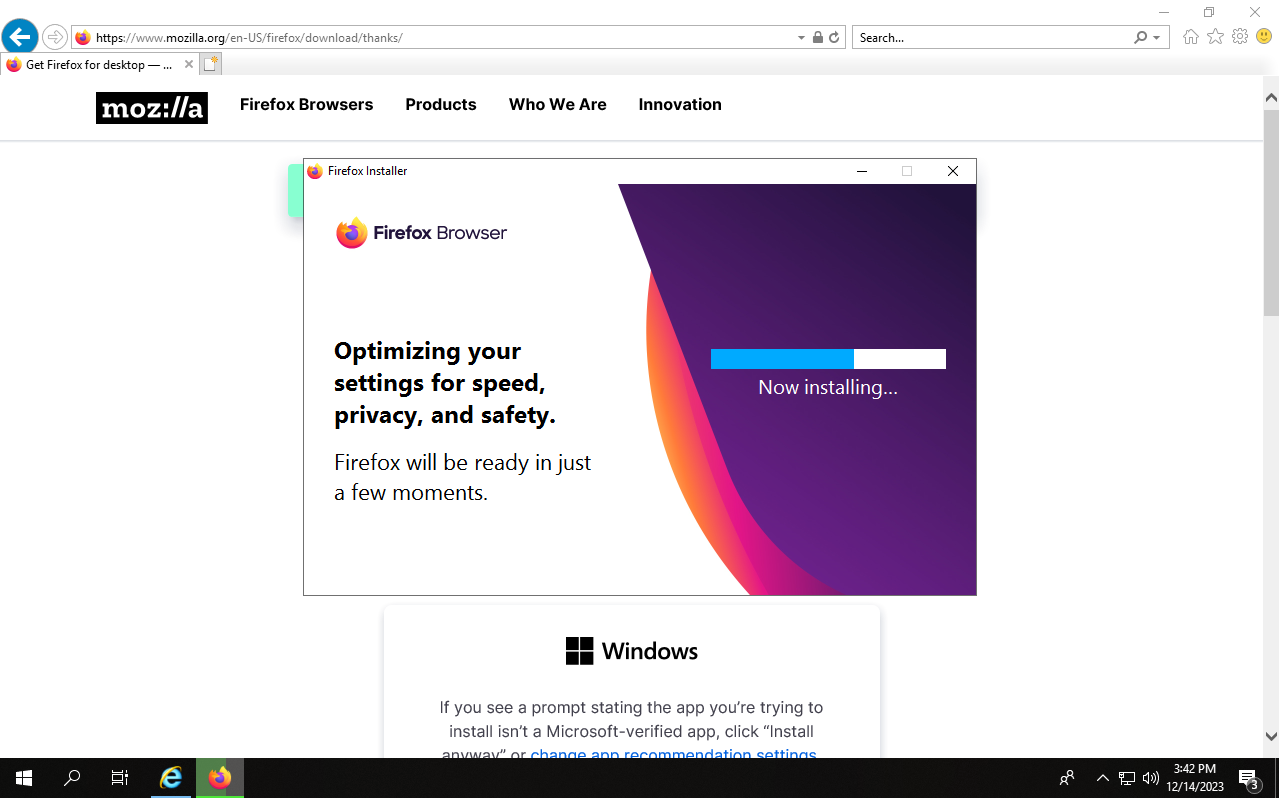 https://www.mozilla.org/en-US/firefox/download/thanks/
Search...
Get Firefox for desktop — ...
moz://a
Firefox Browsers
Products
Who We Are
Innovation
Firefox Installer
Firefox Browser
Optimizing your
settings for speed,
privacy, and safety.
Firefox will be ready in just
a few moments.
Now installing...
Windows
If you see a prompt stating the app you’re trying to
install isn’t a Microsoft-verified app, click “Install
anyway” or change app recommendation settings
3:42 PM
12/14/2023
3